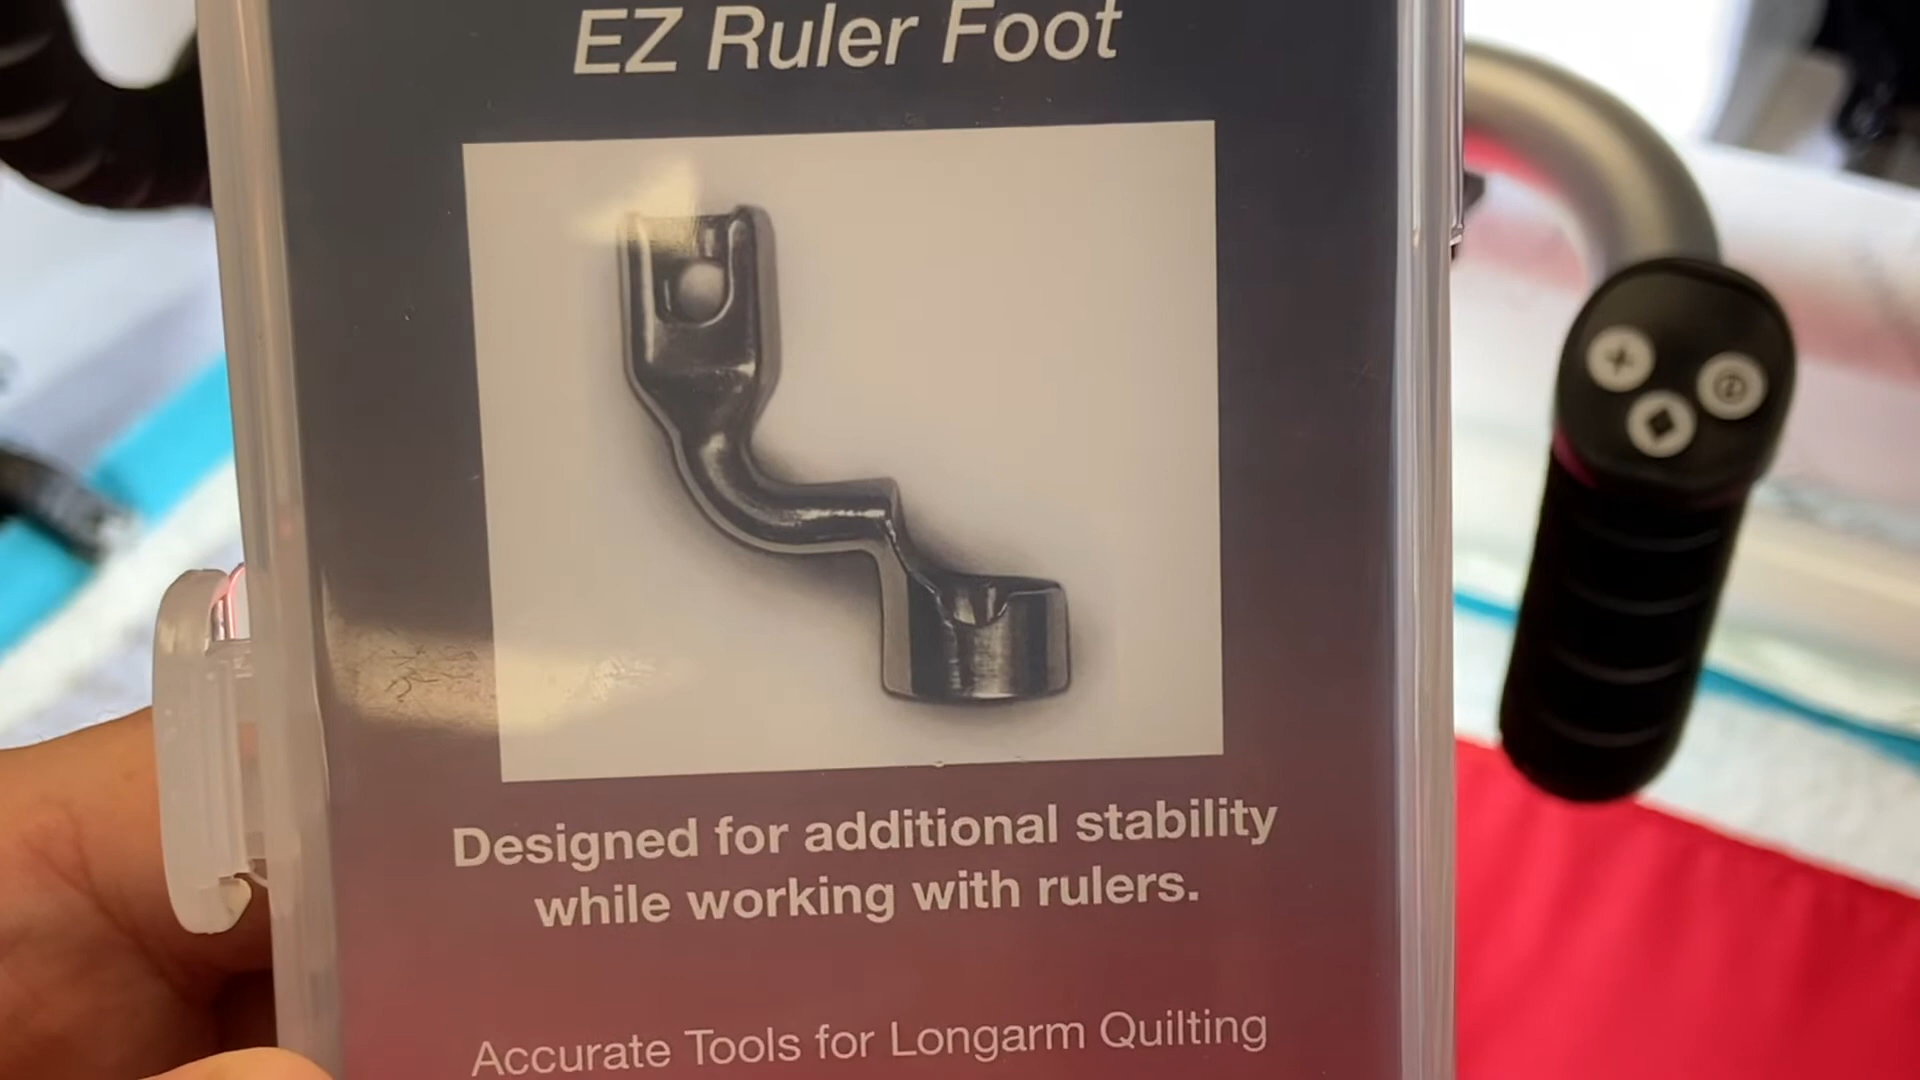 EZ Ruler Foot
Designed for additional stability
while working with rulers.
Accurate Tools for Longarm Quilting